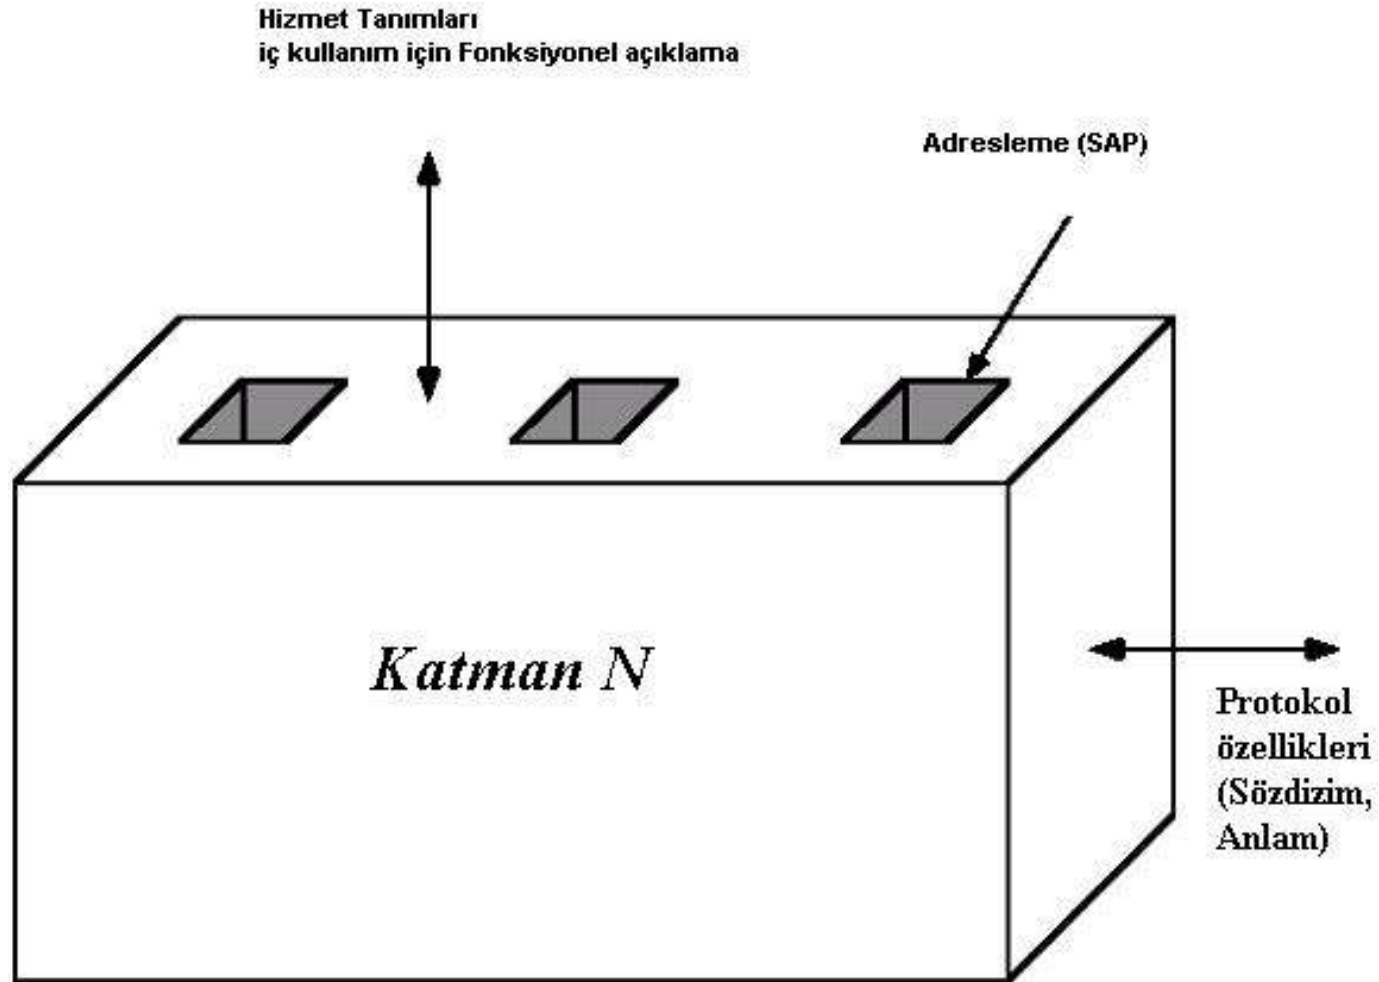 Hizmet Tanımları
iç kullanım için Fonksiyonel açıklama
Adresleme (SAP)
Katman N
Protokol
özellikleri
(Sözdizim,
Anlam)